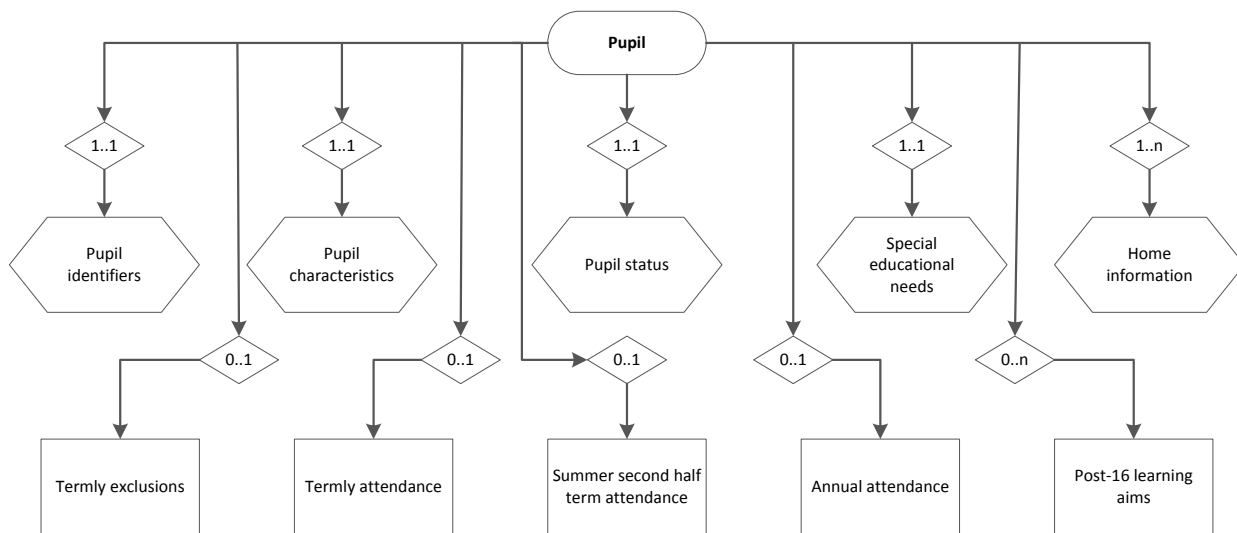 Pupil
1..1
1..1
1..1
1..1
1..n
Pupil
identifiers
Pupil
characteristics
Pupil status
Special
educational
needs
Home
information
0..1
0..1
0..1
0..1
0..n
Termly exclusions
Termly attendance
Summer second half
term attendance
Annual attendance
Post-16 learning
aims